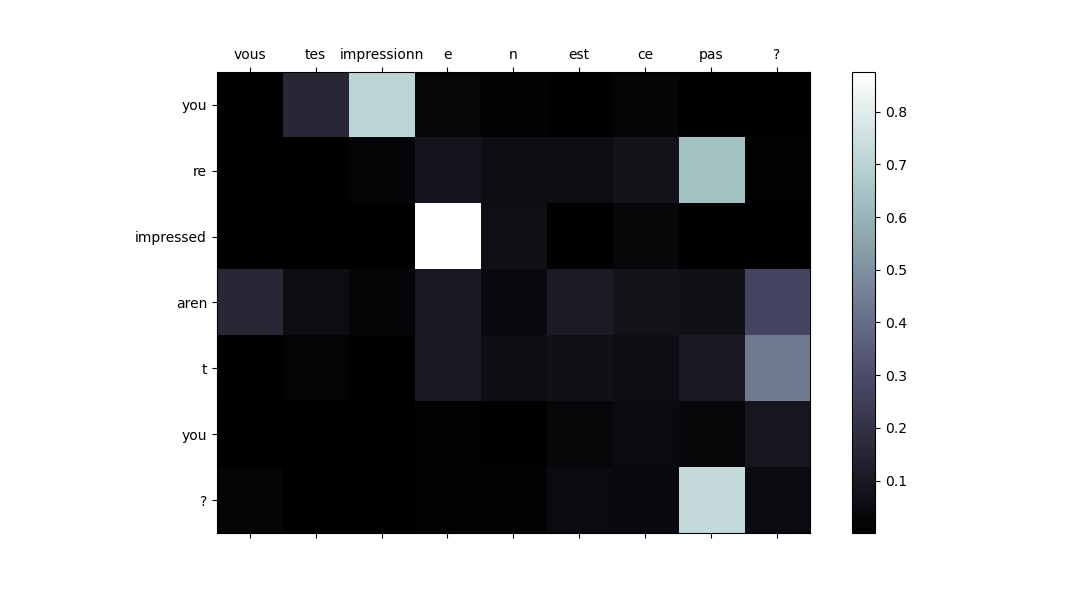 vous tes impressionn e n est ce pas ?
you
re
impressed
aren
t
you
?
0.8
0.7
0.6
0.5
0.4
0.3
0.2
0.1